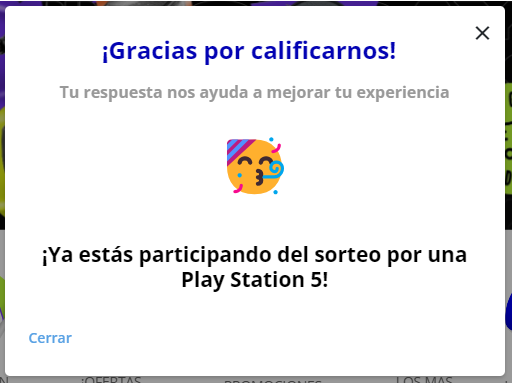 ¡Gracias por calificarnos!
Tu respuesta nos ayuda a mejorar tu experiencia
¡Ya estás participando del sorteo por una
Play Station 5!
Cerrar
¡OFERTAS
PROMOCIONES
LOS MAS